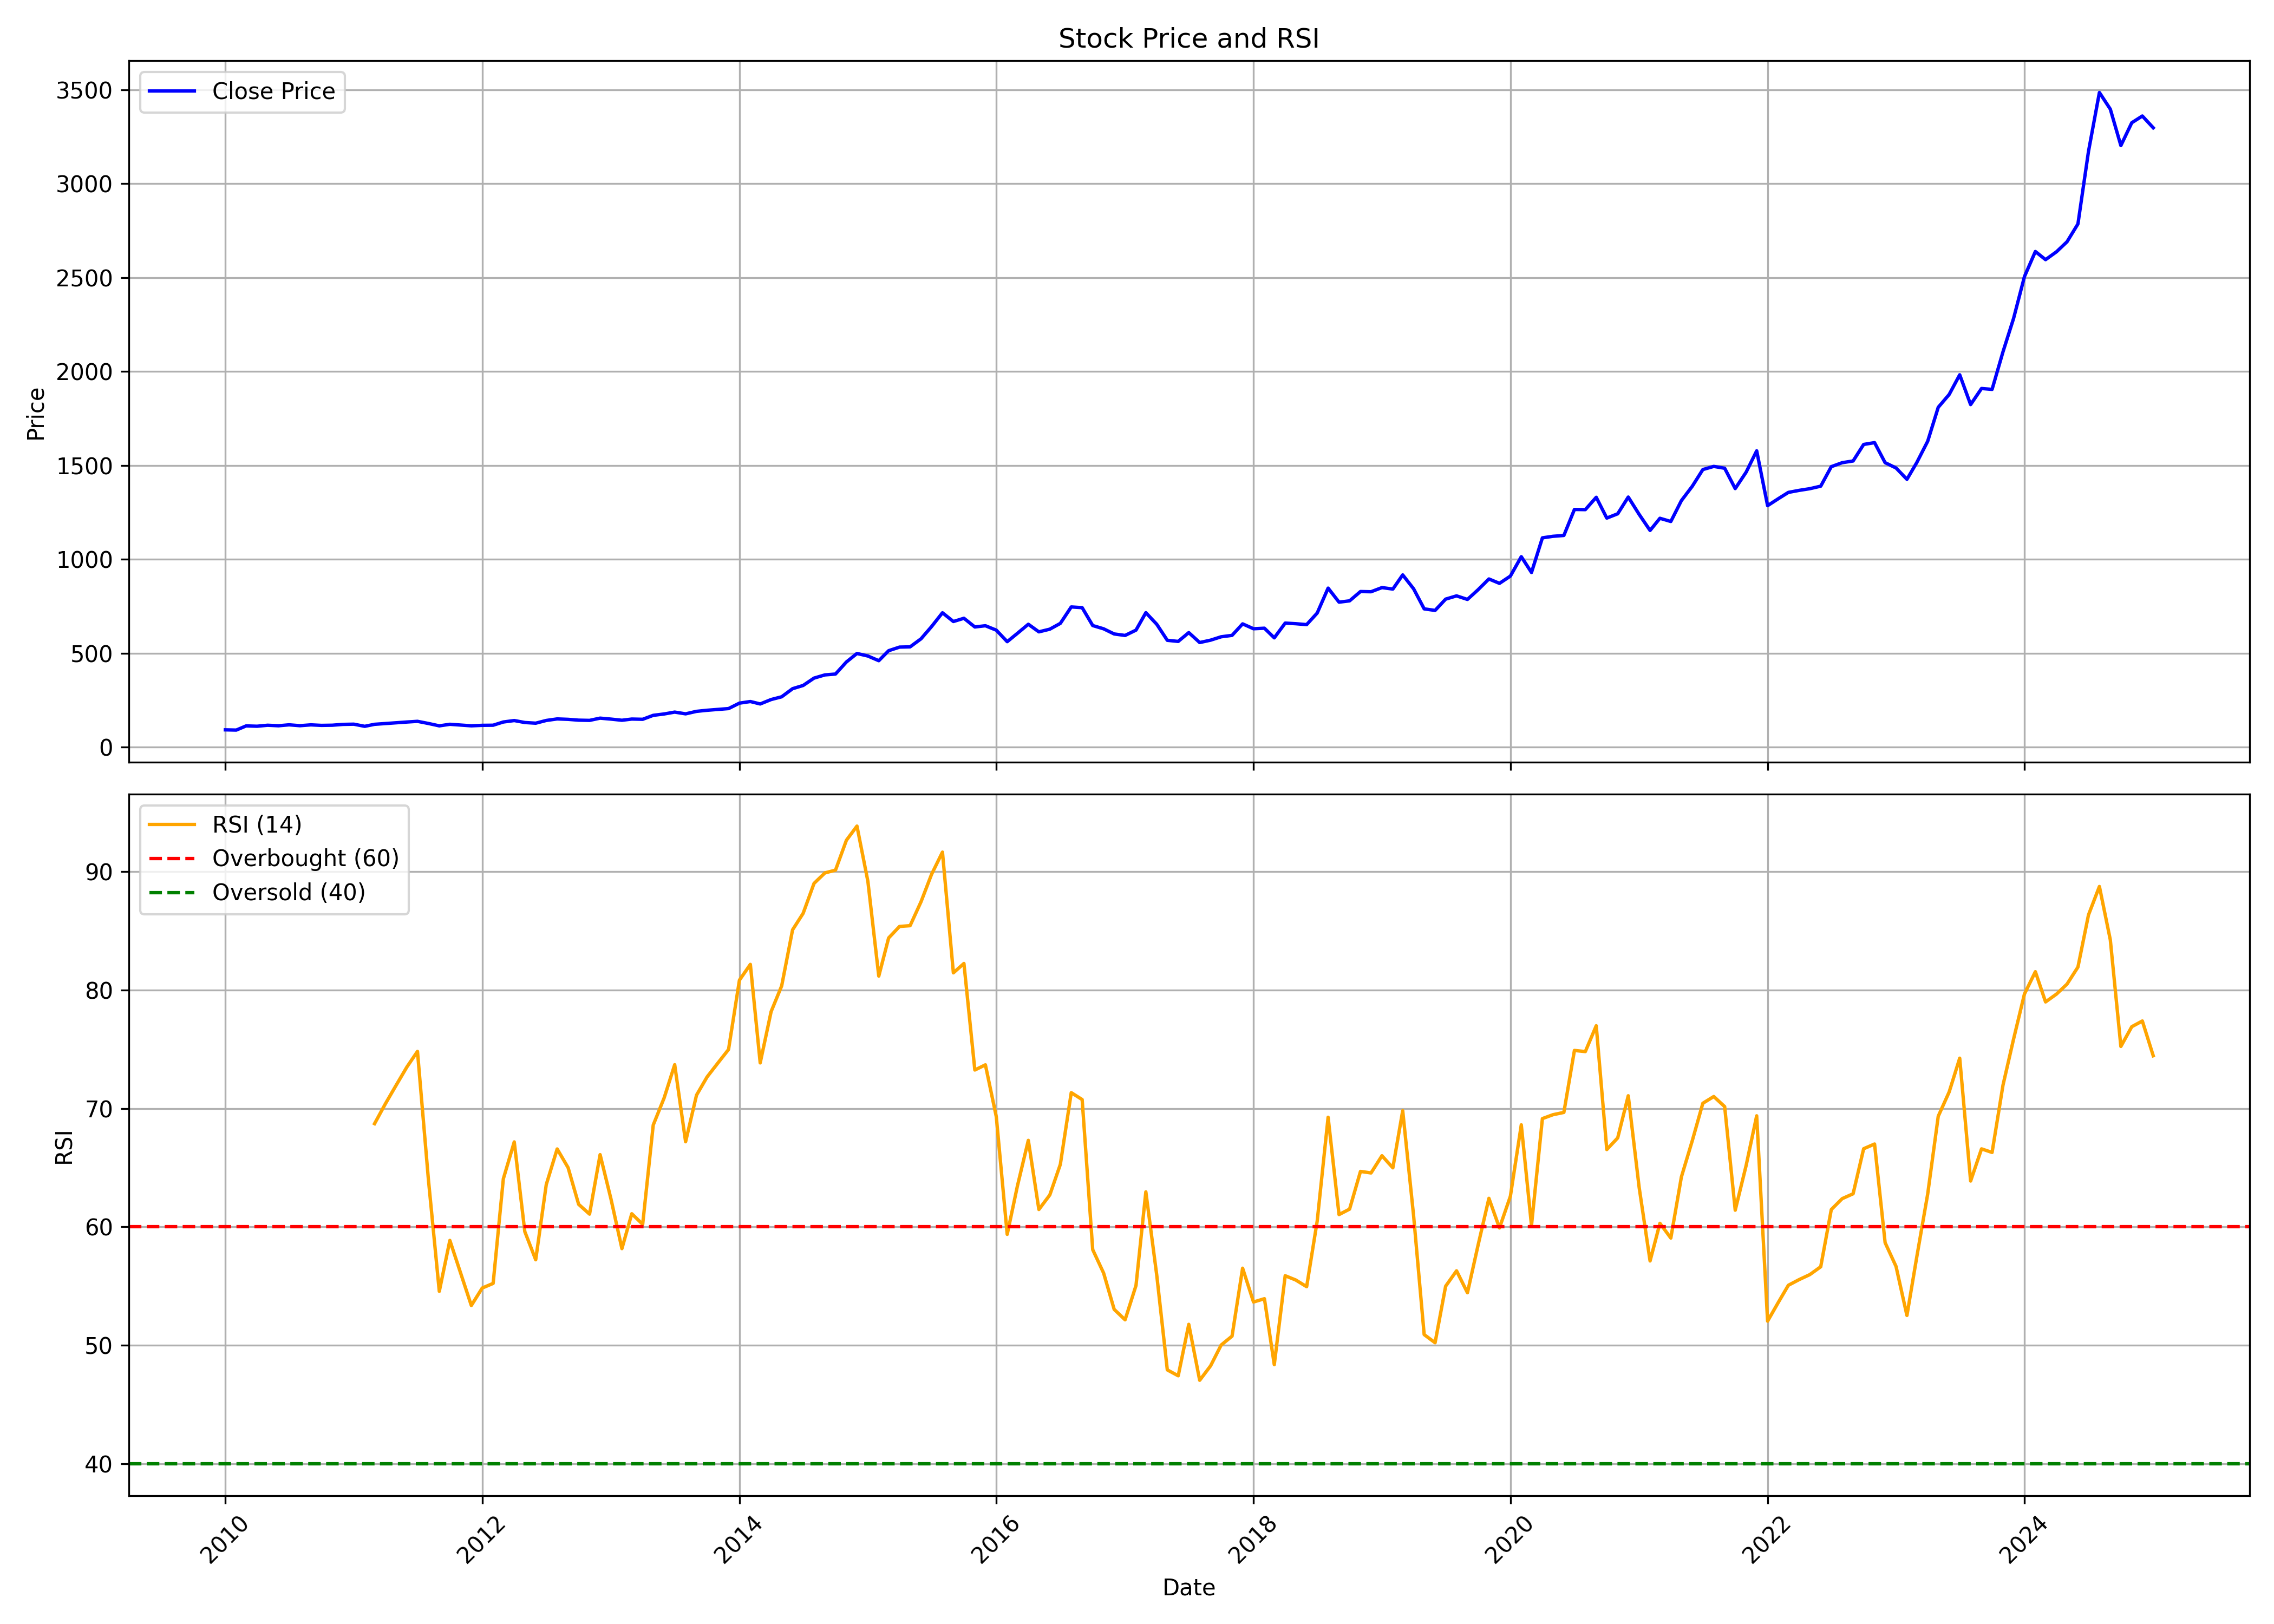 Stock Price and RSI
Close Price
3500
3000
2500
2000
1500
1000
500
0
Price
RSI (14)
Overbought (60)
Oversold (40)
90
80
70
60
50
40
RSI
2010
2012
2014
2016
2018
2020
2022
2024
Date